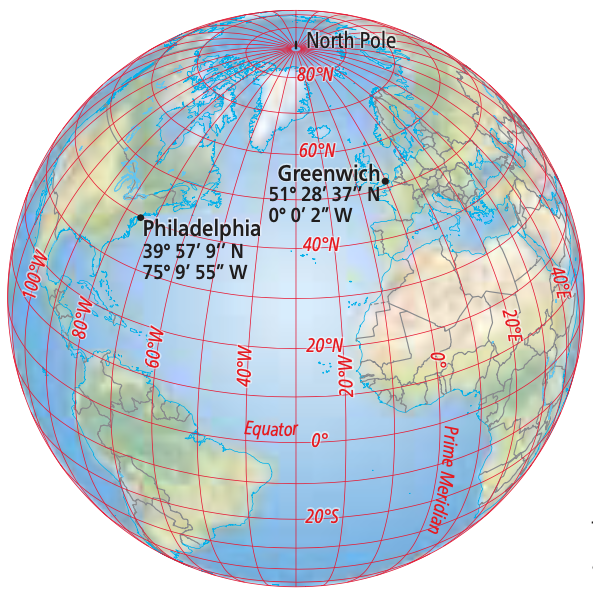 North Pole
80°N
60°N
Greenwich
51° 28′ 37″ N
0° 0′ 2″ W
Philadelphia
39° 57′ 9″ N
75° 9′ 55″ W
40°N
100°W
80°W
60°W
40°W
20°N
20°W
0°
20°E
40°E
Equator
0°
Prime Meridian
20°S